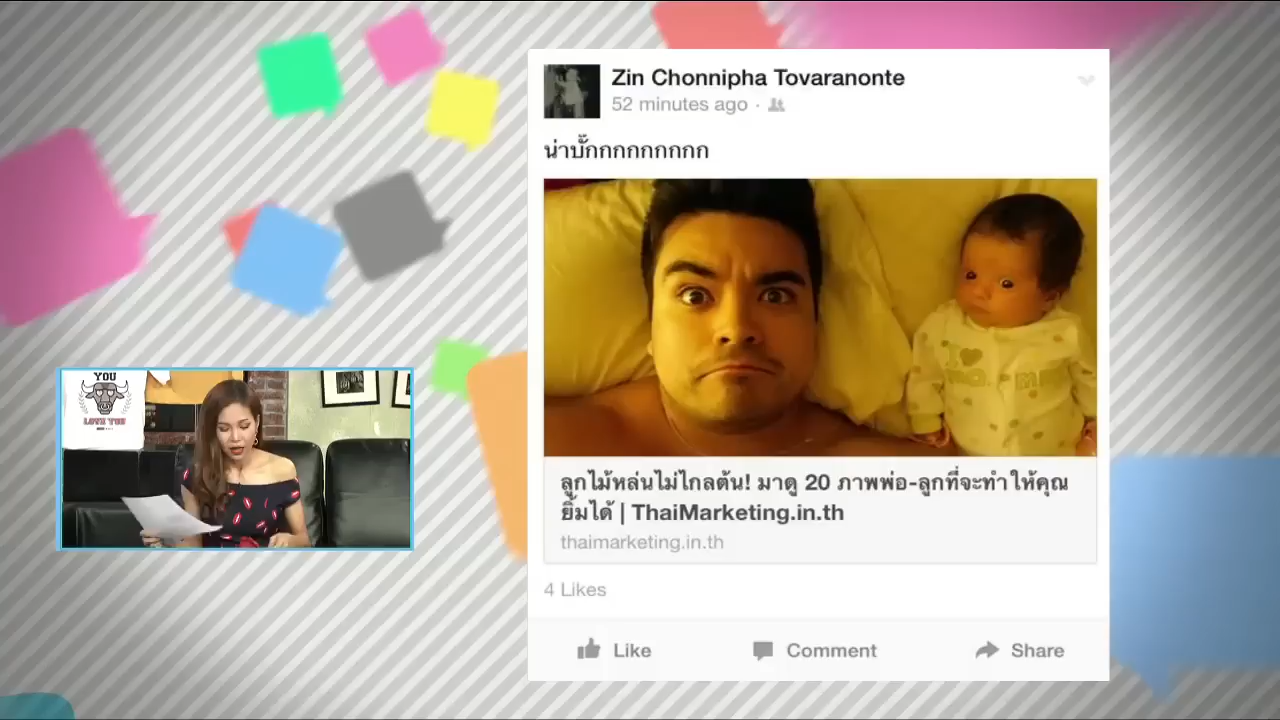 Zin Chonnipha Tovaranonte
52 minutes ago
น่าบั๊กกกกกกกกกก
ลูกไม้หล่นไม่ไกลต้น! มาดู 20 ภาพพ่อ-ลูกที่จะทำให้คุณ
ยิ้มได้ | ThaiMarketing.in.th
thaimarketing.in.th
4 Likes
Like
Comment
Share
YOU
LOVE YOU